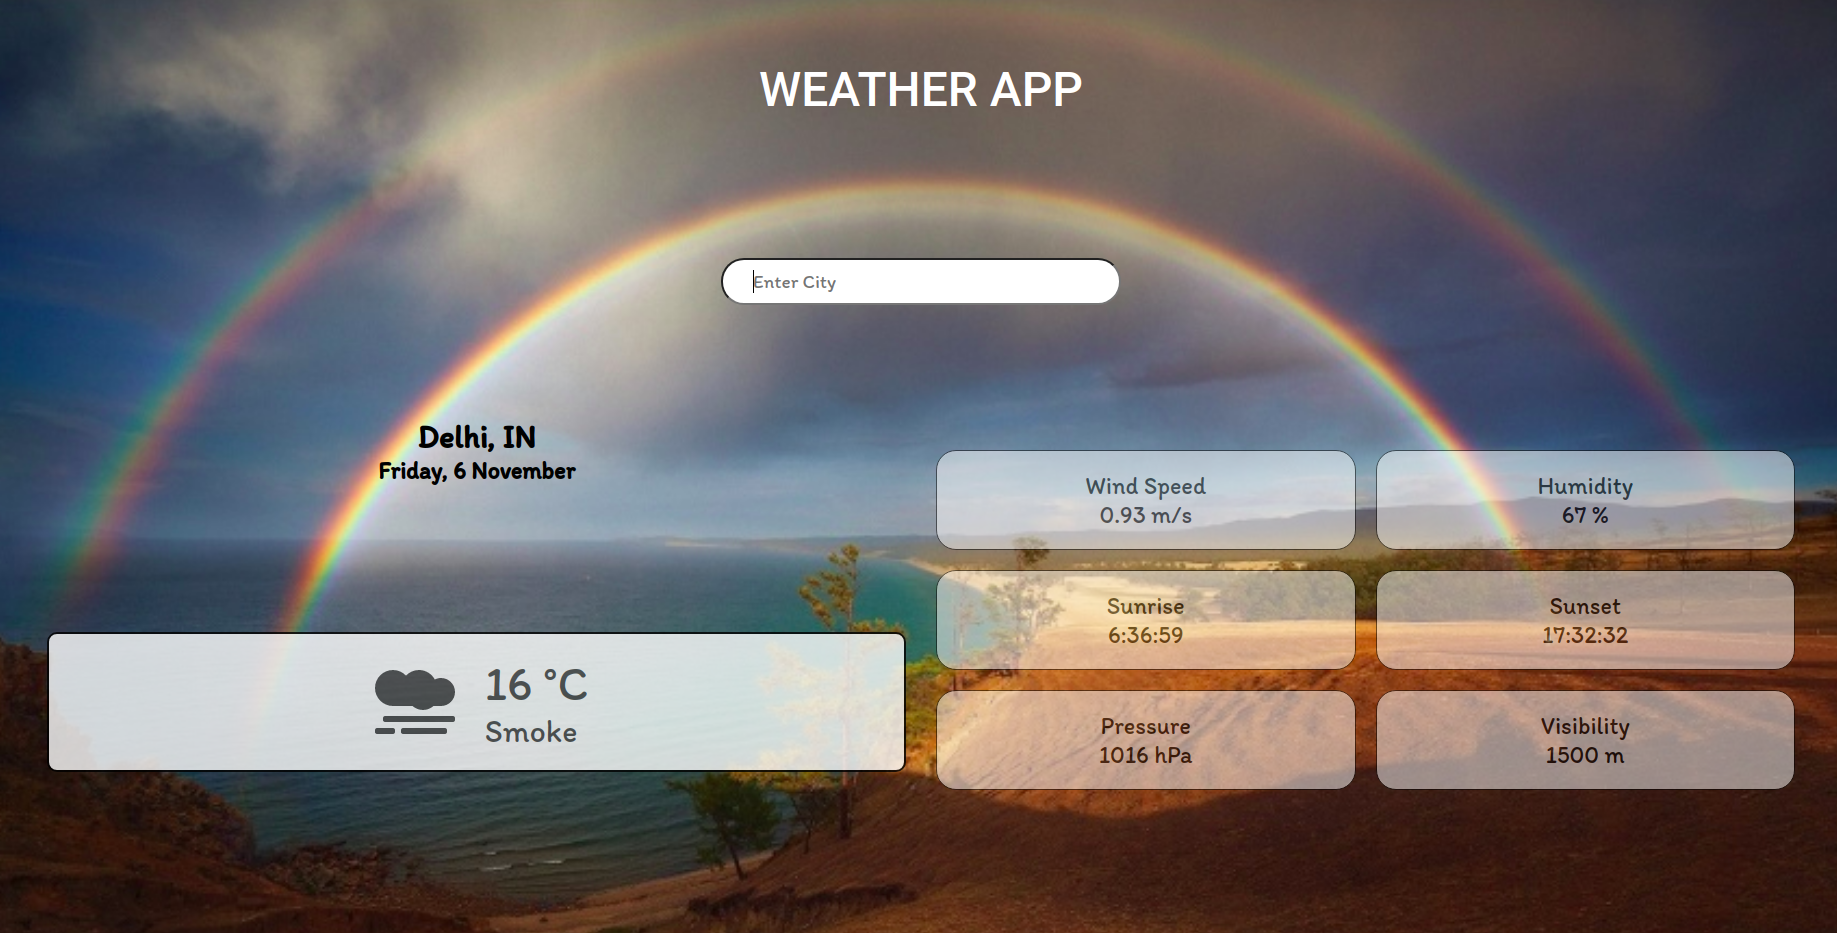 WEATHER APP
Enter City
Delhi, IN
Friday, 6 November
16 °C
Smoke
Wind Speed
0.93 m/s
Humidity
67 %
Sunrise
6:36:59
Sunset
17:32:32
Pressure
1016 hPa
Visibility
1500 m